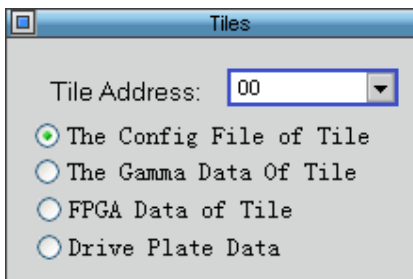 Tiles
Tile Address: 00
The Config File of Tile
The Gamma Data Of Tile
FPGA Data of Tile
Drive Plate Data